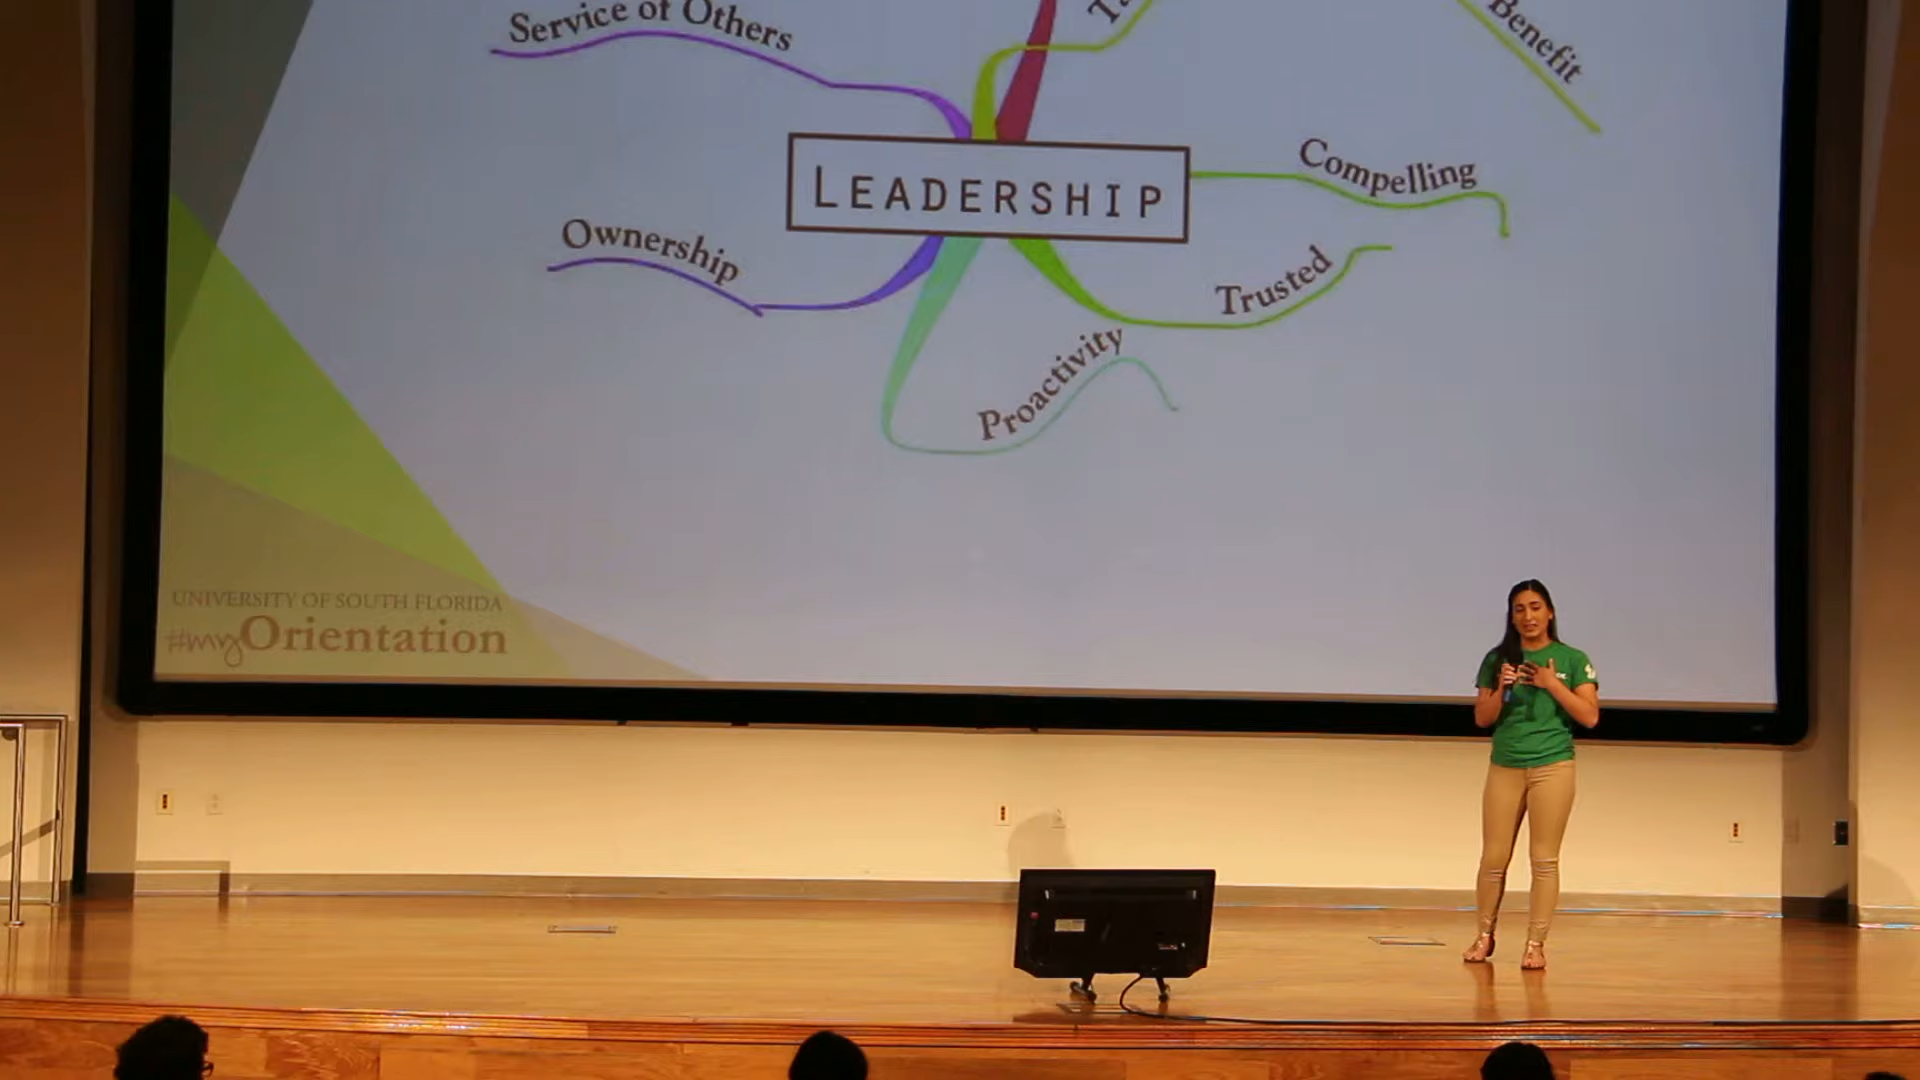 Service of Others
Benefit
Compelling
LEADERSHIP
Ownership
Trusted
Proactivity
UNIVERSITY OF SOUTH FLORIDA
#myOrientation